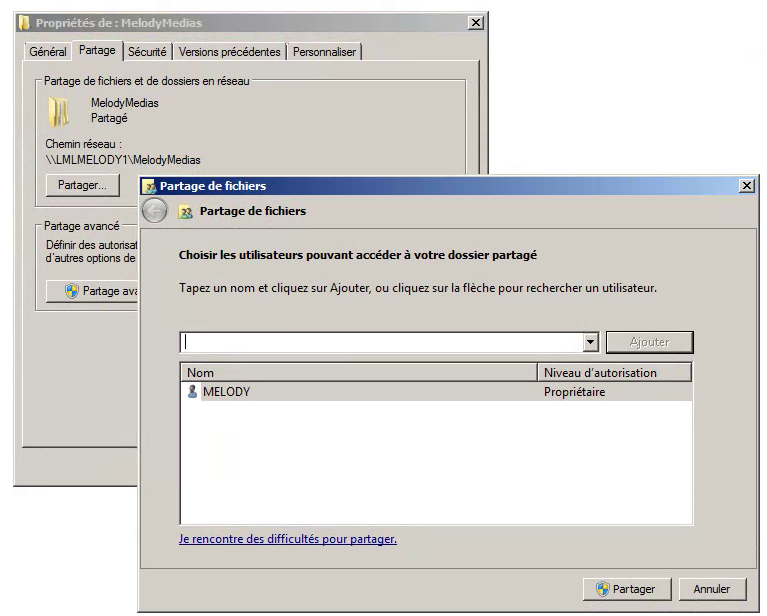 Propriétés de : MelodyMedias
Général Partage Sécurité Versions précédentes Personnaliser
Partage de fichiers et de dossiers en réseau
MelodyMedias
Partagé
Chemin réseau :
\\LMLMELODY1\MelodyMedias
Partager...
Partage avancé
Définir des autorisat
d'autres options de
Partage ava
Partage de fichiers
Partage de fichiers
Choisir les utilisateurs pouvant accéder à votre dossier partagé
Tapez un nom et cliquez sur Ajouter, ou cliquez sur la flèche pour rechercher un utilisateur.
Ajouter
Nom Niveau d'autorisation
MELODY Propriétaire
Je rencontre des difficultés pour partager.
Partager Annuler